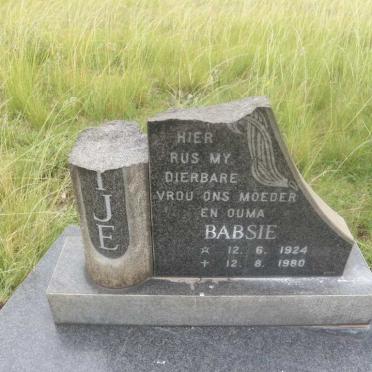 IJE
HIER
RUS MY
DIERBARE
VROU ONS MOEDER
EN OUMA
BABSIE
☆ 12. 6. 1924
+ 12. 8. 1980